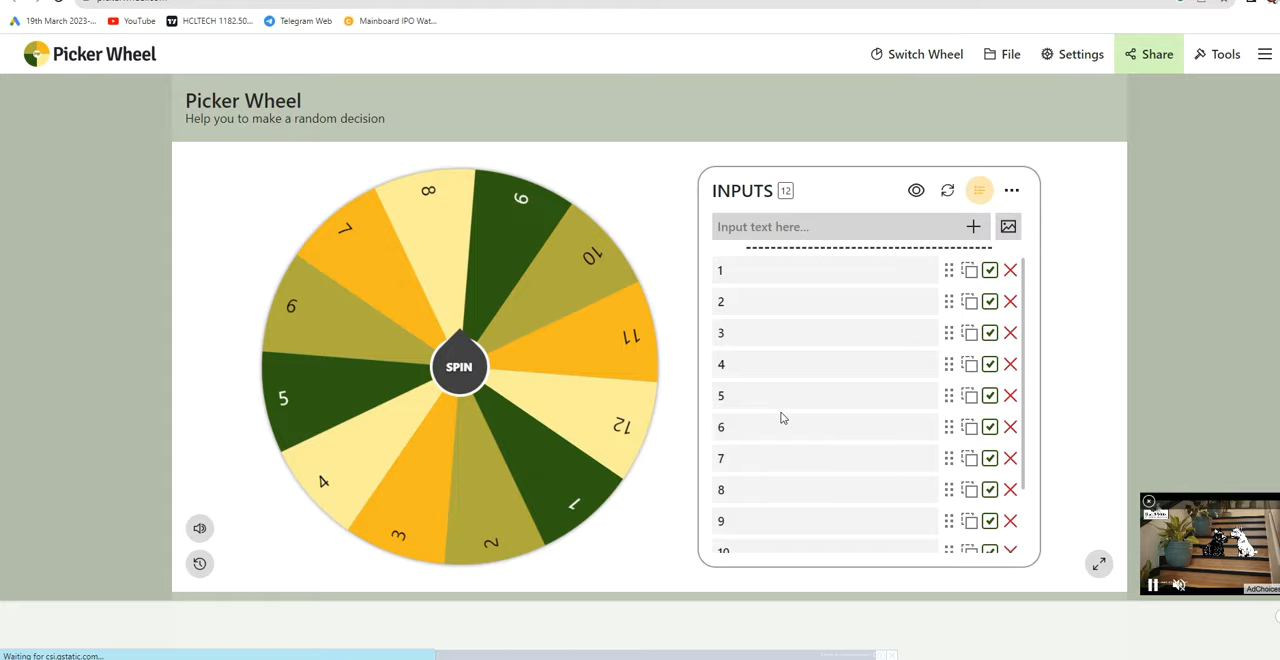 19th March 2023-...
YouTube
HCLTECH 1182.50...
Telegram Web
Mainboard IPO Wat...
Picker Wheel
Switch Wheel
File
Settings
Share
Tools
Picker Wheel
Help you to make a random decision
8
9
10
11
12
1
2
3
4
5
6
7
SPIN
INPUTS 12
Input text here...
1
2
3
4
5
6
7
8
9
10
AdChoices
Waiting for csi.gstatic.com...